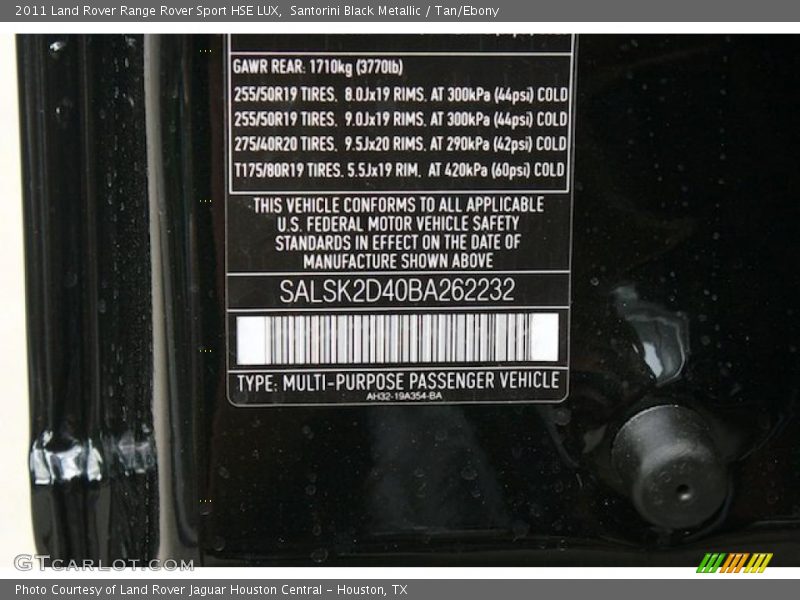 2011 Land Rover Range Rover Sport HSE LUX, Santorini Black Metallic / Tan/Ebony
GAWR REAR: 1710kg (3770lb)
255/50R19 TIRES, 8.0Jx19 RIMS, AT 300kPa (44psi) COLD
255/50R19 TIRES, 9.0Jx19 RIMS, AT 300kPa (44psi) COLD
275/40R20 TIRES, 9.5Jx20 RIMS, AT 290kPa (42psi) COLD
T175/80R19 TIRES, 5.5Jx19 RIM, AT 420kPa (60psi) COLD
THIS VEHICLE CONFORMS TO ALL APPLICABLE
U.S. FEDERAL MOTOR VEHICLE SAFETY
STANDARDS IN EFFECT ON THE DATE OF
MANUFACTURE SHOWN ABOVE
SALSK2D40BA262232
TYPE: MULTI-PURPOSE PASSENGER VEHICLE
AH32-19A354-BA
GTCARLOT.COM
Photo Courtesy of Land Rover Jaguar Houston Central - Houston, TX